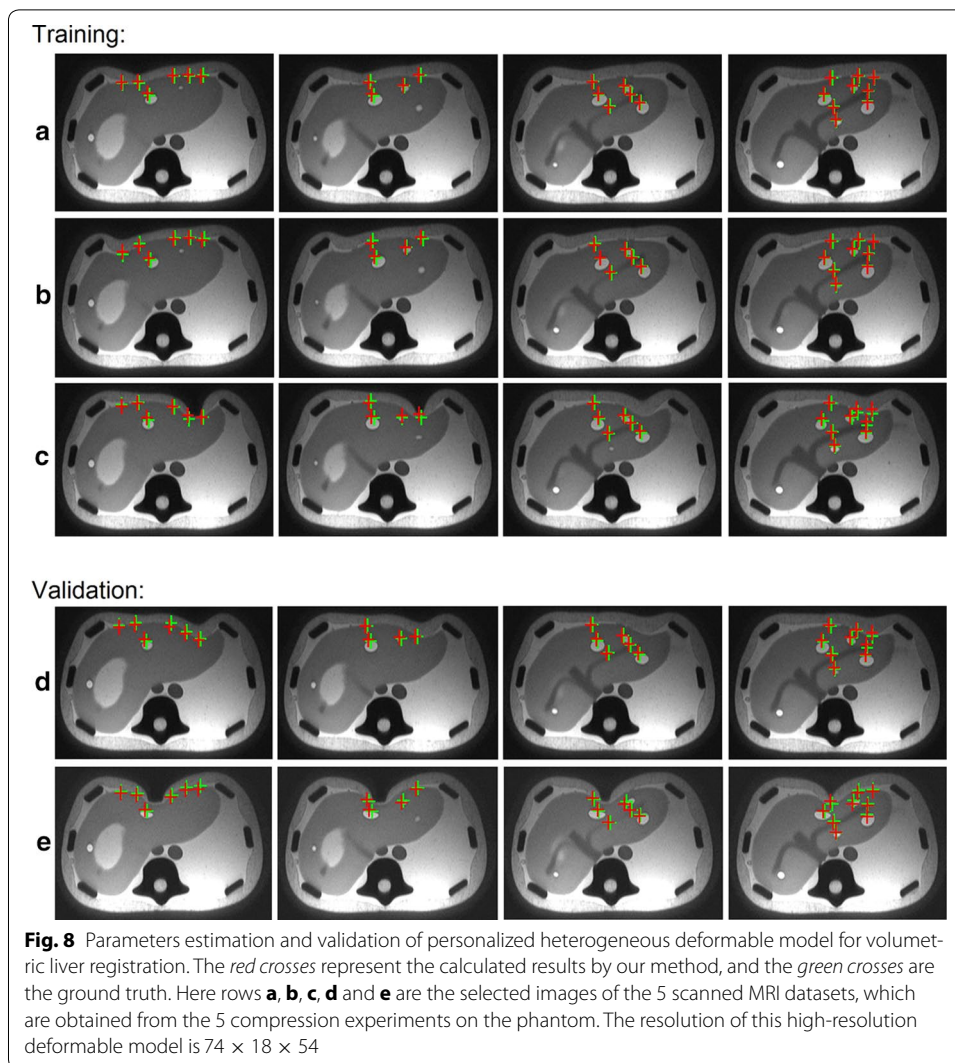 Training:
a
b
c
Validation:
d
e
Fig. 8 Parameters estimation and validation of personalized heterogeneous deformable model for volumet-
ric liver registration. The red crosses represent the calculated results by our method, and the green crosses are
the ground truth. Here rows a, b, c, d and e are the selected images of the 5 scanned MRI datasets, which
are obtained from the 5 compression experiments on the phantom. The resolution of this high-resolution
deformable model is 74 × 18 × 54